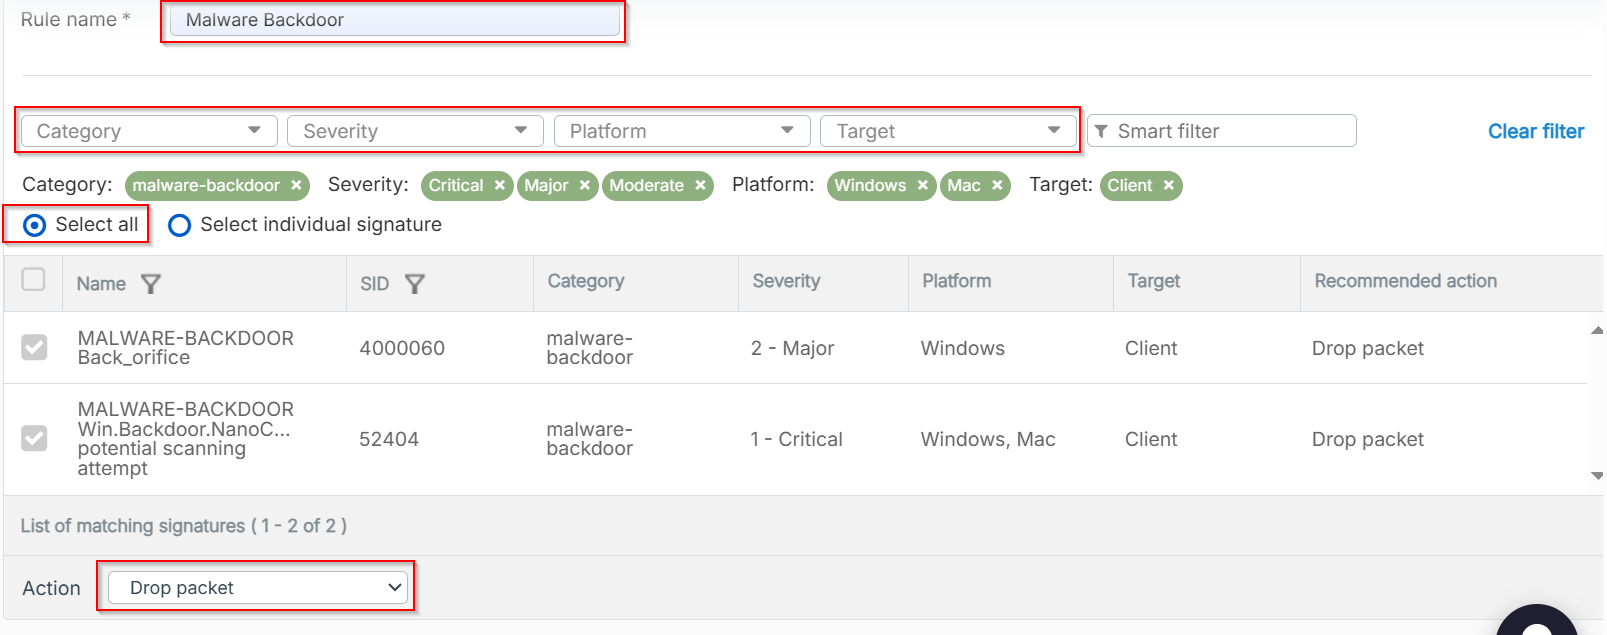 Rule name * Malware Backdoor
Category Severity Platform Target Smart filter Clear filter
Category: malware-backdoor × Severity: Critical × Major × Moderate × Platform: Windows × Mac × Target: Client ×
Select all Select individual signature
Name SID Category Severity Platform Target Recommended action
MALWARE-BACKDOOR
Back_orifice
4000060
malware-
backdoor
2 - Major
Windows
Client
Drop packet
MALWARE-BACKDOOR
Win.Backdoor.NanoC...
potential scanning
attempt
52404
malware-
backdoor
1 - Critical
Windows, Mac
Client
Drop packet
List of matching signatures ( 1 - 2 of 2 )
Action Drop packet